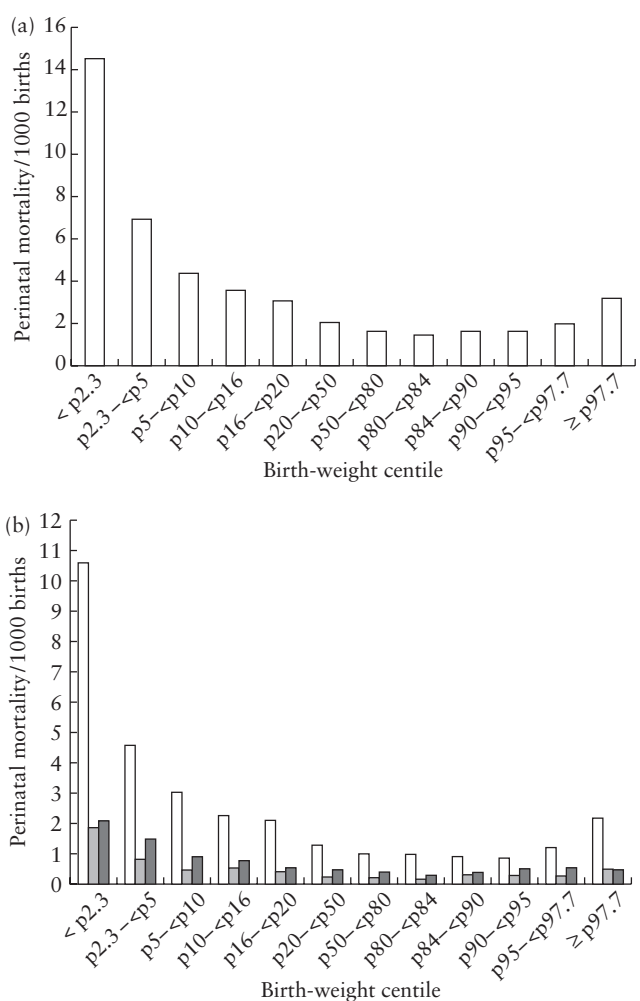 (a)
Perinatal mortality/1000 births
16
14
12
10
8
6
4
2
0
< p2.3
p2.3–<p5
p5–<p10
p10–<p16
p16–<p20
p20–<p50
p50–<p80
p80–<p84
p84–<p90
p90–<p95
p95–<p97.7
≥ p97.7
Birth-weight centile
(b)
Perinatal mortality/1000 births
12
11
10
9
8
7
6
5
4
3
2
1
0
< p2.3
p2.3 –<p5
p5–<p10
p10–<p16
p16–<p20
p20–<p50
p50–<p80
p80–<p84
p84–<p90
p90–<p95
p95–<p97.7
≥ p97.7
Birth-weight centile